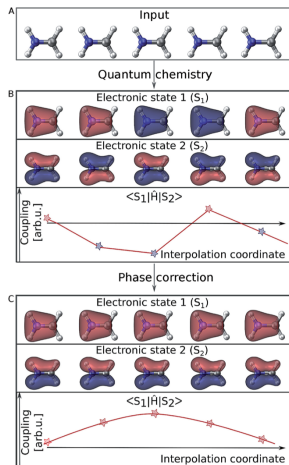 A
Input
Quantum chemistry
B
Electronic state 1 (S₁)
Electronic state 2 (S₂)
<S₁|Ĥ|S₂>
Coupling
[arb.u.]
Interpolation coordinate
Phase correction
C
Electronic state 1 (S₁)
Electronic state 2 (S₂)
<S₁|Ĥ|S₂>
Coupling
[arb.u.]
Interpolation coordinate